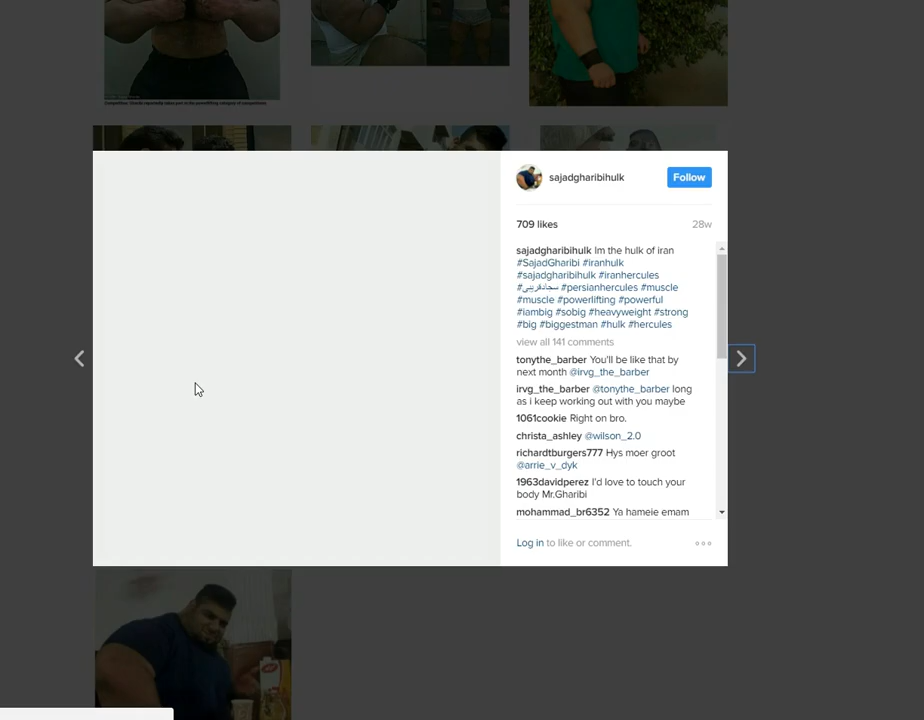 sajadgharibihulk Follow
709 likes 28w
sajadgharibihulk Im the hulk of iran
#SajadGharibi #iranhulk
#sajadgharibihulk #iranhercules
#سجادقریبی #persianhercules #muscle
#muscle #powerlifting #powerful
#iambig #sobig #heavyweight #strong
#big #biggestman #hulk #hercules
view all 141 comments
tonythe_barber You'll be like that by
next month @irvg_the_barber
irvg_the_barber @tonythe_barber long
as i keep working out with you maybe
1061cookie Right on bro.
christa_ashley @wilson_2.0
richardtburgers777 Hys moer groot
@arrie_v_dyk
1963davidperez I'd love to touch your
body Mr.Gharibi
mohammad_br6352 Ya hameie emam
Log in to like or comment.